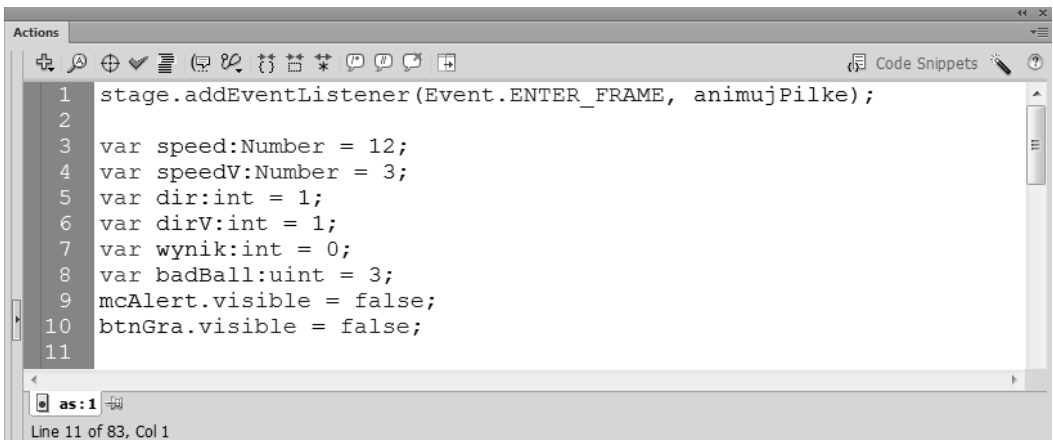 Actions
Code Snippets
1 stage.addEventListener(Event.ENTER_FRAME, animujPilke);
2
3 var speed:Number = 12;
4 var speedV:Number = 3;
5 var dir:int = 1;
6 var dirV:int = 1;
7 var wynik:int = 0;
8 var badBall:uint = 3;
9 mcAlert.visible = false;
10 btnGra.visible = false;
11
as:1
Line 11 of 83, Col 1